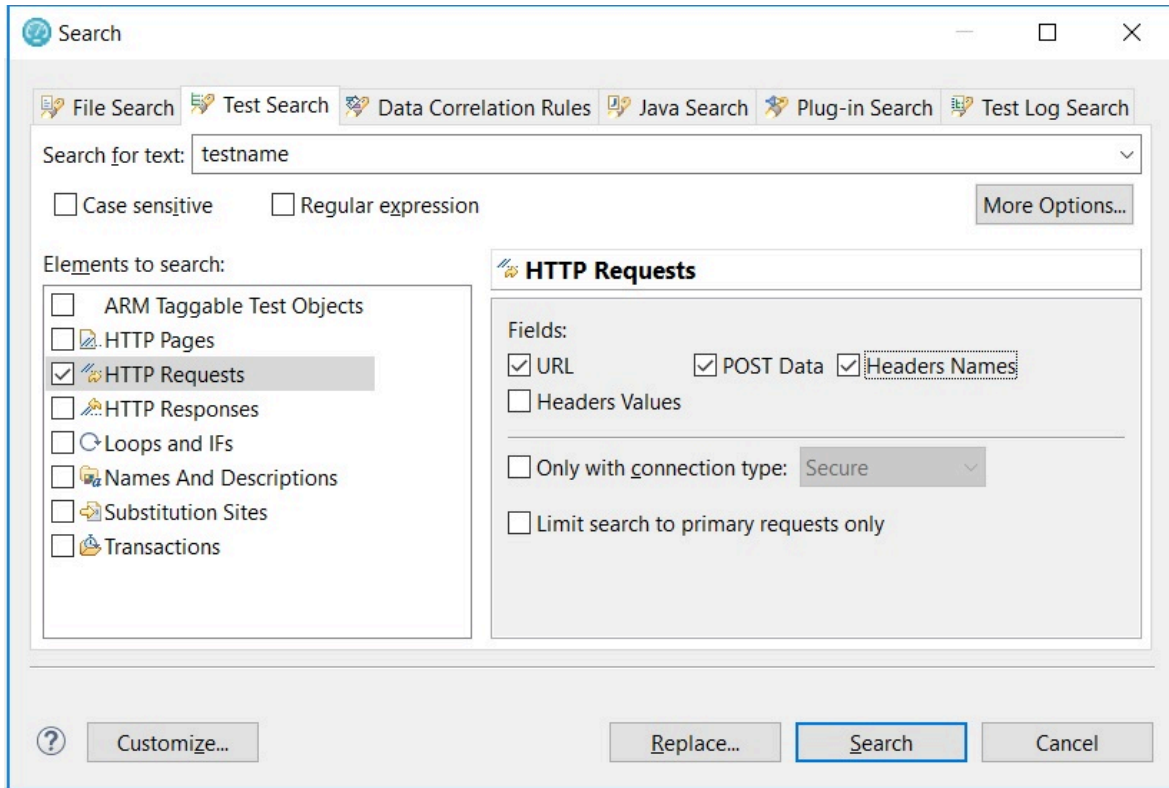 Search
File Search Test Search Data Correlation Rules Java Search Plug-in Search Test Log Search
Search for text: testname
Case sensitive Regular expression More Options...
Elements to search:
ARM Taggable Test Objects
HTTP Pages
HTTP Requests
HTTP Responses
Loops and IFs
Names And Descriptions
Substitution Sites
Transactions
HTTP Requests
Fields:
URL POST Data Headers Names
Headers Values
Only with connection type: Secure
Limit search to primary requests only
? Customize... Replace... Search Cancel